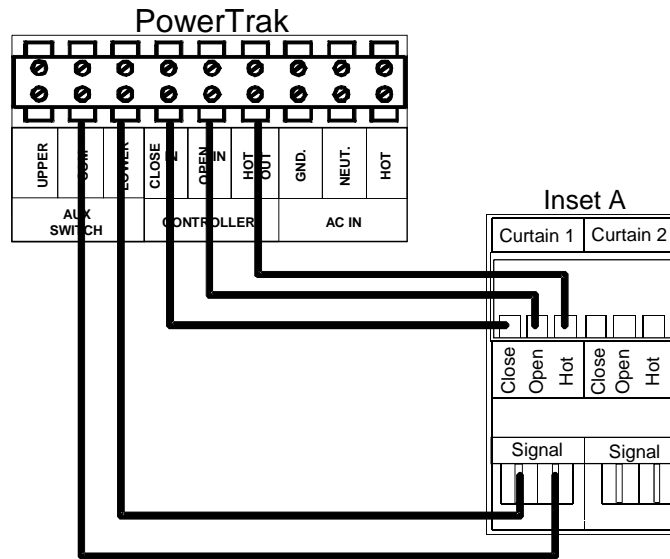 PowerTrak
UPPER
COM
LOWER
CLOSE IN
OPEN IN
HOT OUT
GND.
NEUT.
HOT
AUX SWITCH
CONTROLLER
AC IN
Inset A
Curtain 1
Curtain 2
Close
Open
Hot
Close
Open
Hot
Signal
Signal